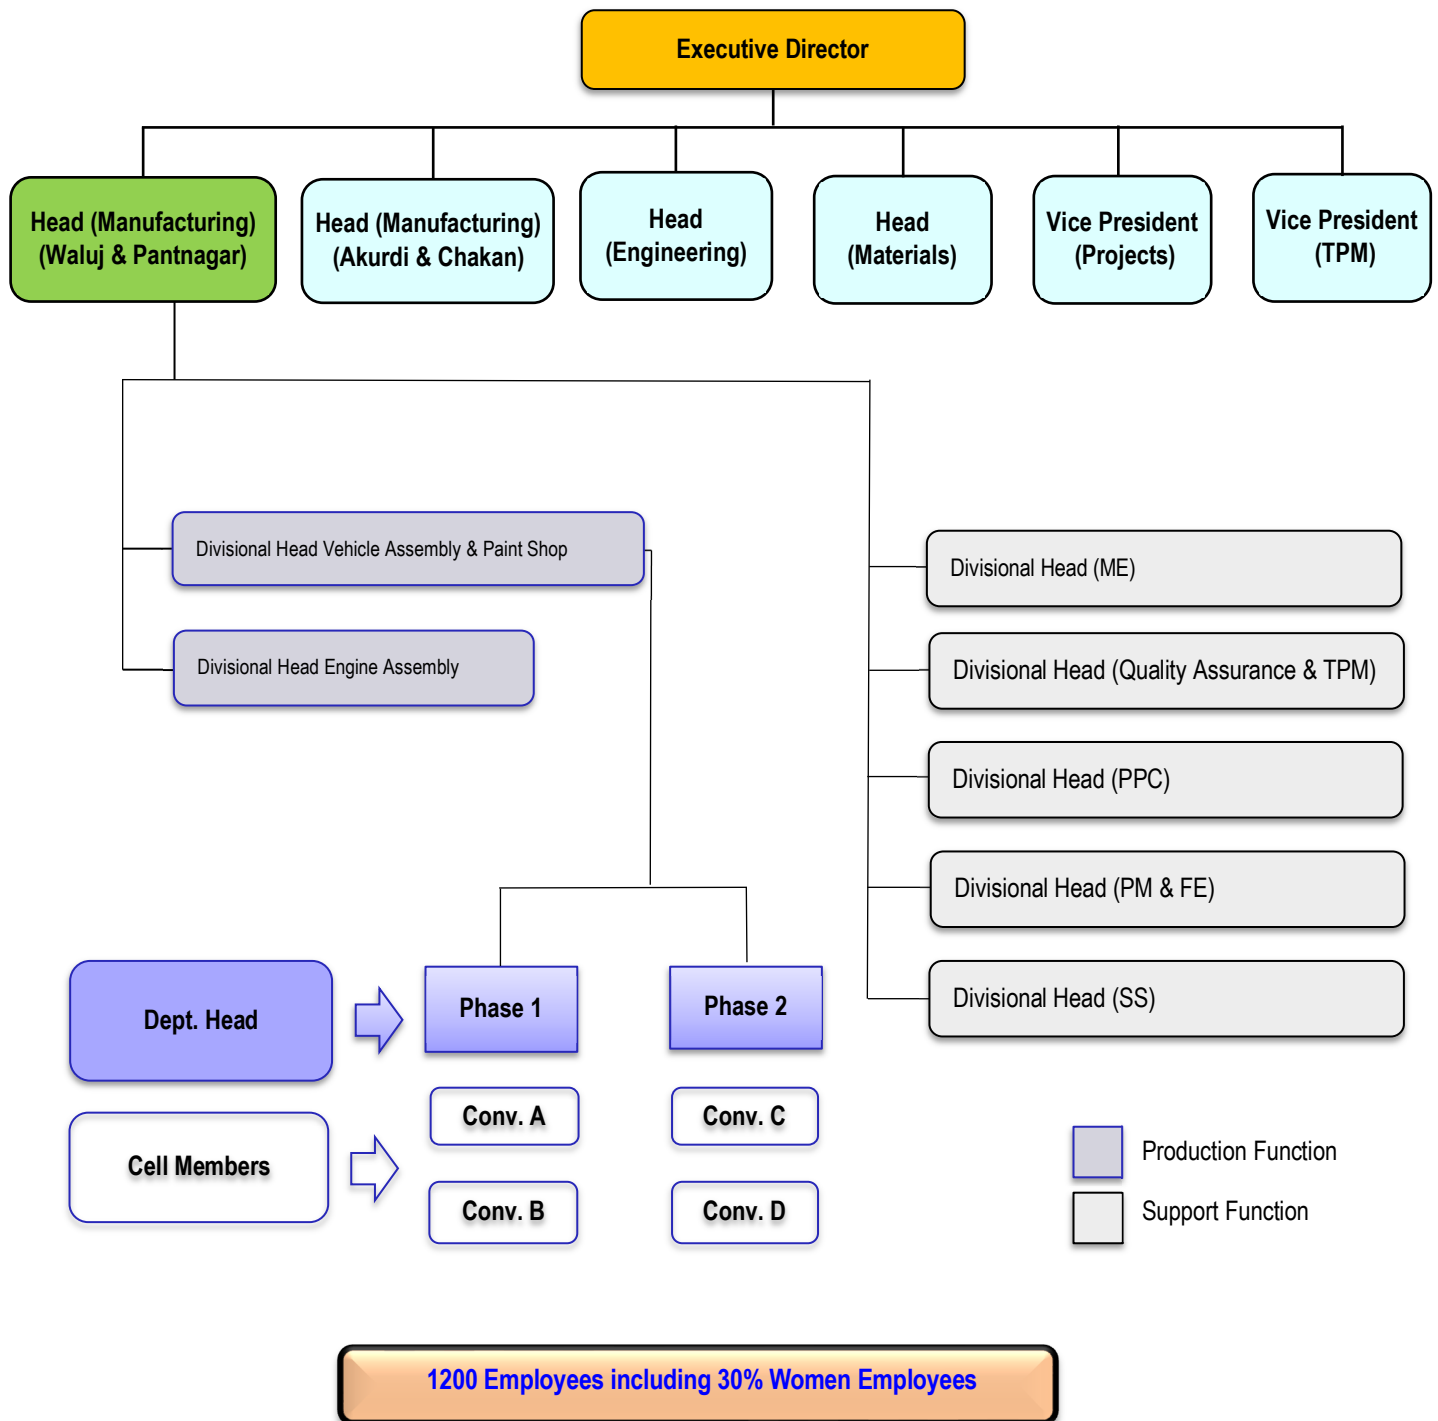 Executive Director
Head (Manufacturing)
(Waluj & Pantnagar)
Head (Manufacturing)
(Akurdi & Chakan)
Head
(Engineering)
Head
(Materials)
Vice President
(Projects)
Vice President
(TPM)
Divisional Head Vehicle Assembly & Paint Shop
Divisional Head Engine Assembly
Divisional Head (ME)
Divisional Head (Quality Assurance & TPM)
Divisional Head (PPC)
Divisional Head (PM & FE)
Divisional Head (SS)
Dept. Head
Phase 1
Phase 2
Cell Members
Conv. A
Conv. C
Conv. B
Conv. D
Production Function
Support Function
1200 Employees including 30% Women Employees